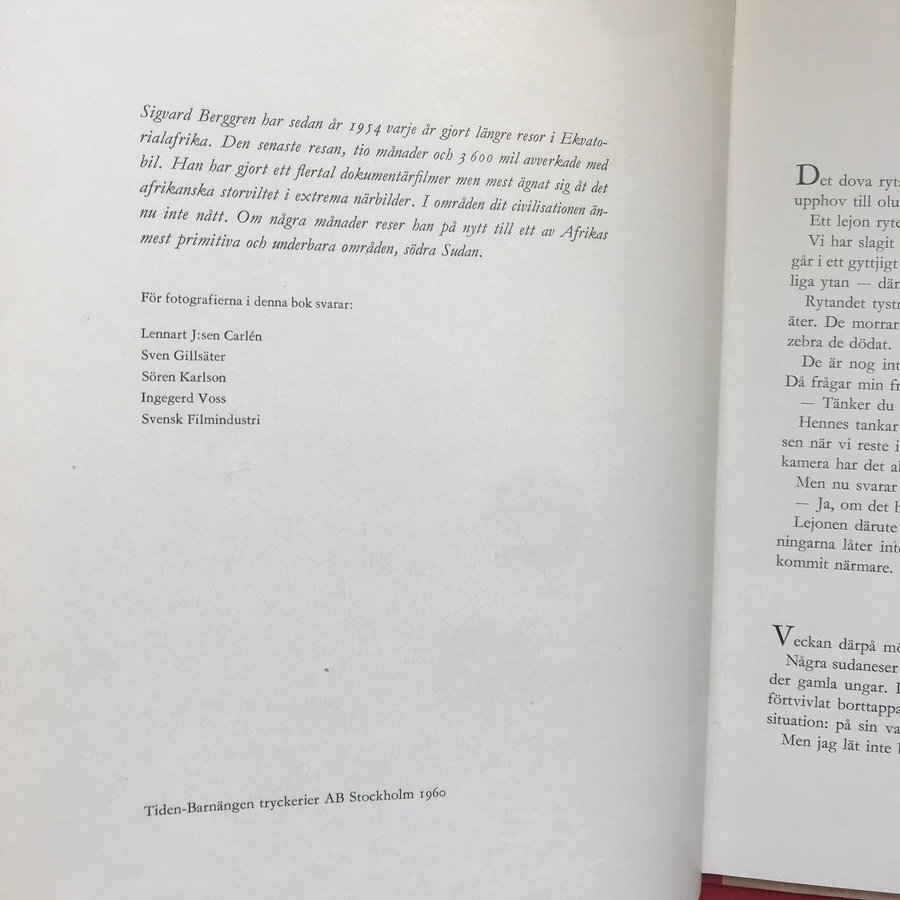 Sigvard Berggren har sedan år 1954 varje år gjort längre resor i Ekvato-
rialafrika. Den senaste resan, tio månader och 3 600 mil avverkade med
bil. Han har gjort ett flertal dokumentärfilmer men mest ägnat sig åt det
afrikanska storviltet i extrema närbilder. I områden dit civilisationen än-
nu inte nått. Om några månader reser han på nytt till ett av Afrikas
mest primitiva och underbara områden, södra Sudan.
För fotografierna i denna bok svarar:
Lennart J:sen Carlén
Sven Gillsäter
Sören Karlson
Ingegerd Voss
Svensk Filmindustri
Tiden-Barnängen tryckerier AB Stockholm 1960
Det dova ryta
upphov till olu
Ett lejon ryte
Vi har slagit
går i ett gyttjigt
liga ytan — där
Rytandet tystn
äter. De morrar
zebra de dödat.
De är nog int
Då frågar min fr
— Tänker du
Hennes tankar
sen när vi reste i
kamera har det al
Men nu svarar
— Ja, om det
Lejonen därute
ningarna låter int
kommit närmare.
Veckan därpå mö
Några sudaneser
der gamla ungar.
förtvivlat borttappa
situation: på sin va
Men jag lät inte